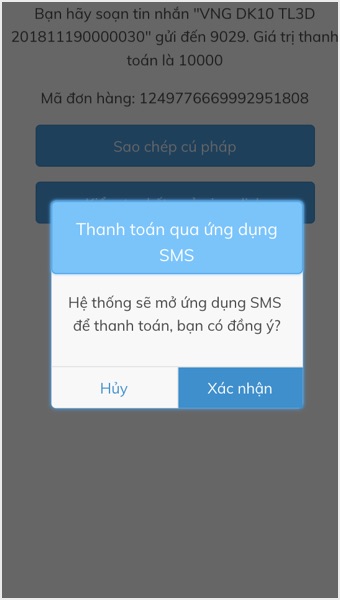 Bạn hãy soạn tin nhắn "VNG DK10 TL3D
201811190000030" gửi đến 9029. Giá trị thanh
toán là 10000
Mã đơn hàng: 1249776669992951808
Sao chép cú pháp
Thanh toán qua ứng dụng
SMS
Hệ thống sẽ mở ứng dụng SMS
để thanh toán, bạn có đồng ý?
Hủy
Xác nhận